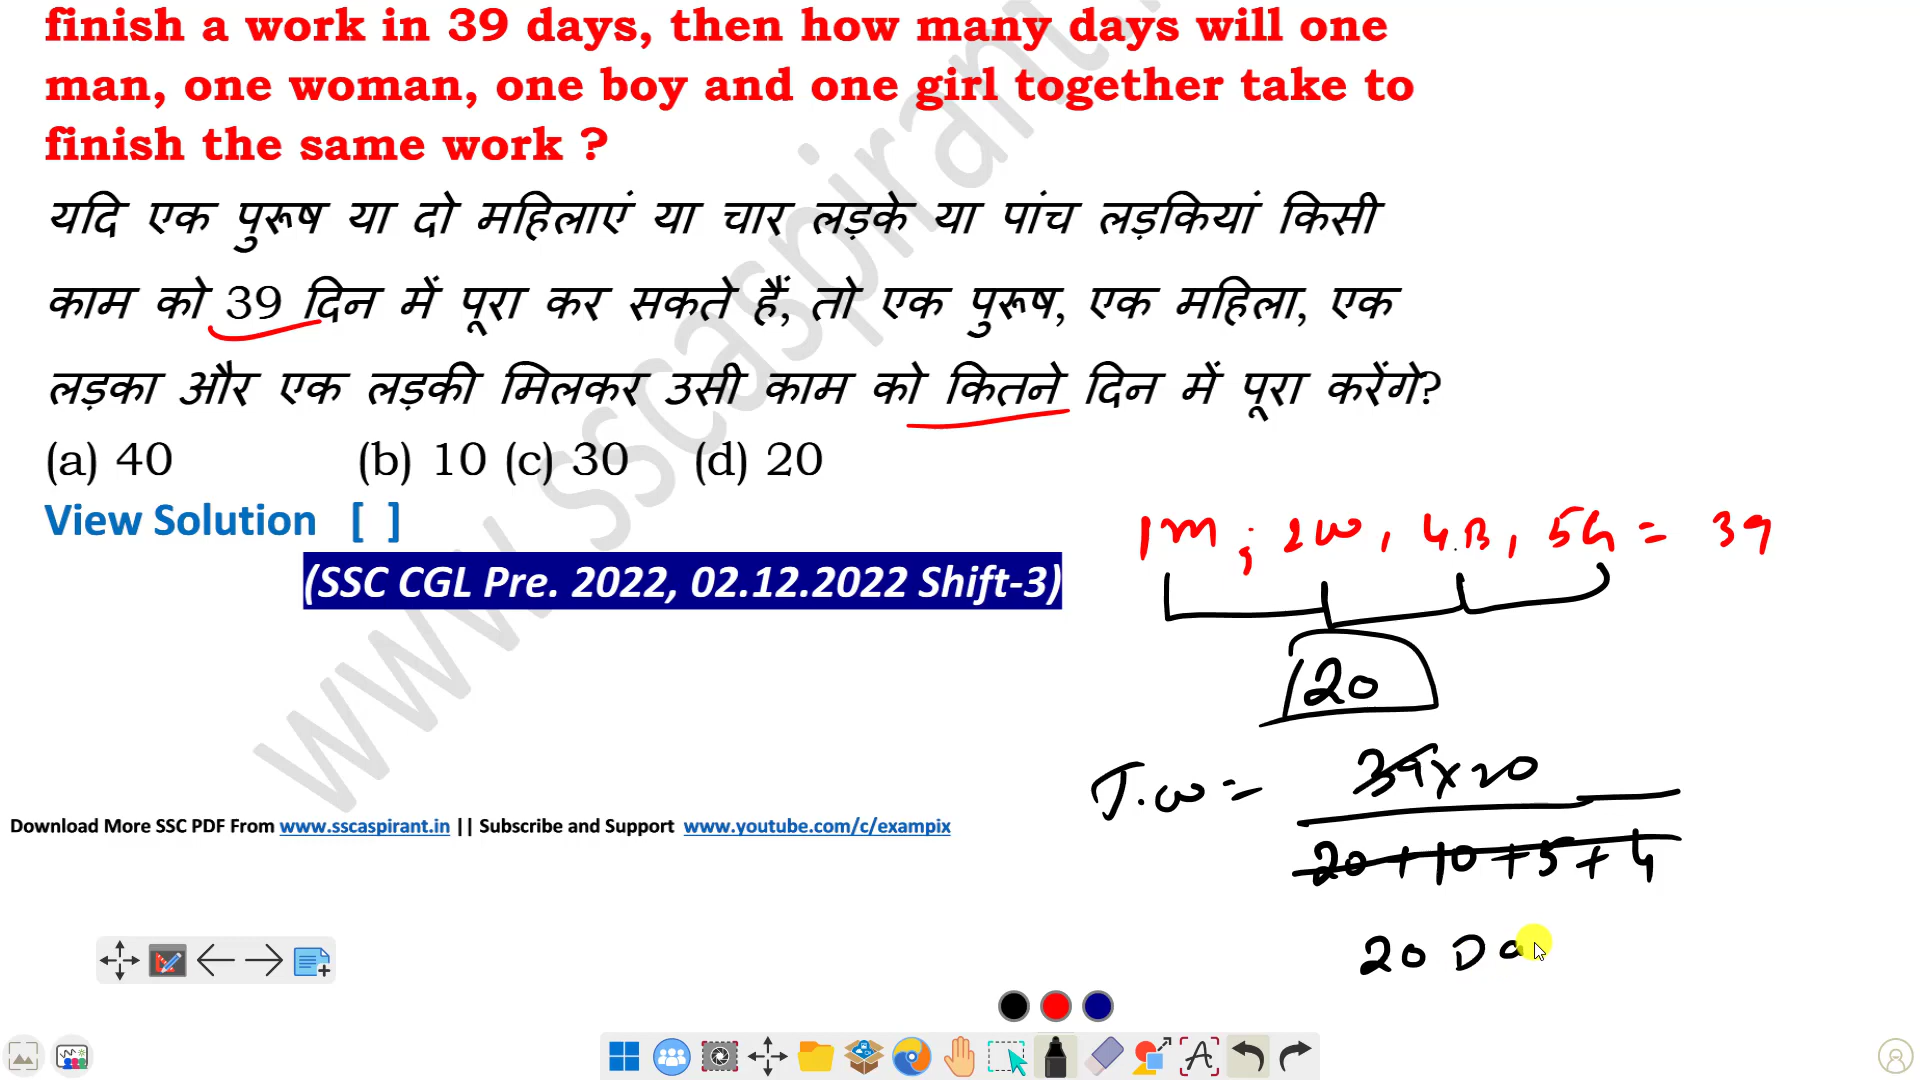 finish a work in 39 days, then how many days will one
man, one woman, one boy and one girl together take to
finish the same work ?
यदि एक पुरूष या दो महिलाएं या चार लड़के या पांच लड़कियां किसी
काम को 39 दिन में पूरा कर सकते हैं, तो एक पुरूष, एक महिला, एक
लड़का और एक लड़की मिलकर उसी काम को कितने दिन में पूरा करेंगे?
(a) 40 (b) 10 (c) 30 (d) 20
View Solution [ ]
(SSC CGL Pre. 2022, 02.12.2022 Shift-3)
1M, 2W, 4B, 5G = 39
20
T.W = 39x20
20+10+5+4
20 Da
Download More SSC PDF From www.sscaspirant.in || Subscribe and Support www.youtube.com/c/exampix
www.sscaspirant.